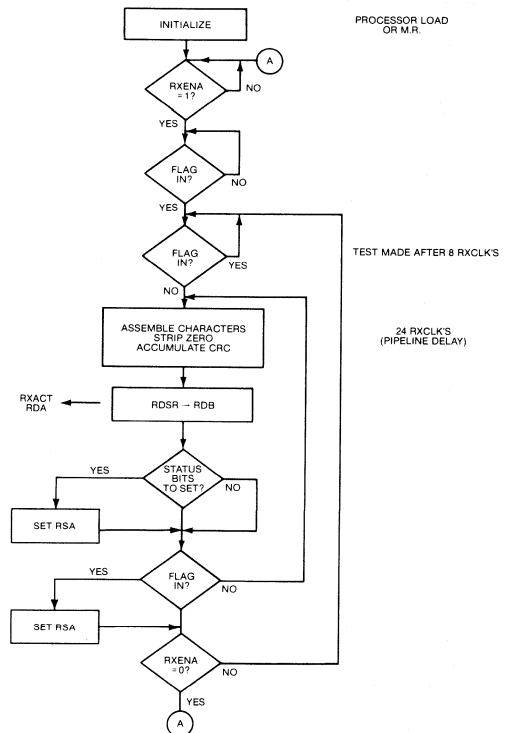 INITIALIZE
PROCESSOR LOAD
OR M.R.
A
RXENA
= 1?
NO
YES
FLAG
IN?
NO
YES
FLAG
IN?
YES
NO
TEST MADE AFTER 8 RXCLK'S
ASSEMBLE CHARACTERS
STRIP ZERO
ACCUMULATE CRC
24 RXCLK'S
(PIPELINE DELAY)
RXACT
RDA
RDSR → RDB
STATUS
BITS
TO SET?
YES
NO
SET RSA
FLAG
IN?
YES
NO
SET RSA
RXENA
=0?
NO
YES
A